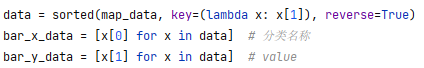 data = sorted(map_data, key=(lambda x: x[1]), reverse=True)
bar_x_data = [x[0] for x in data]  # 分类名称
bar_y_data = [x[1] for x in data]  # value